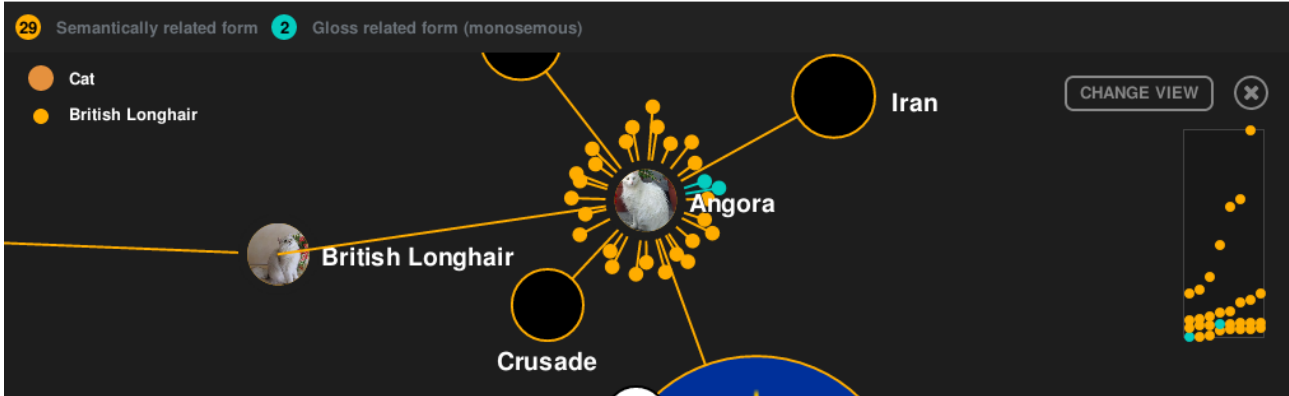 29 Semantically related form 2 Gloss related form (monosemous)
Cat
British Longhair
CHANGE VIEW
Iran
Angora
British Longhair
Crusade